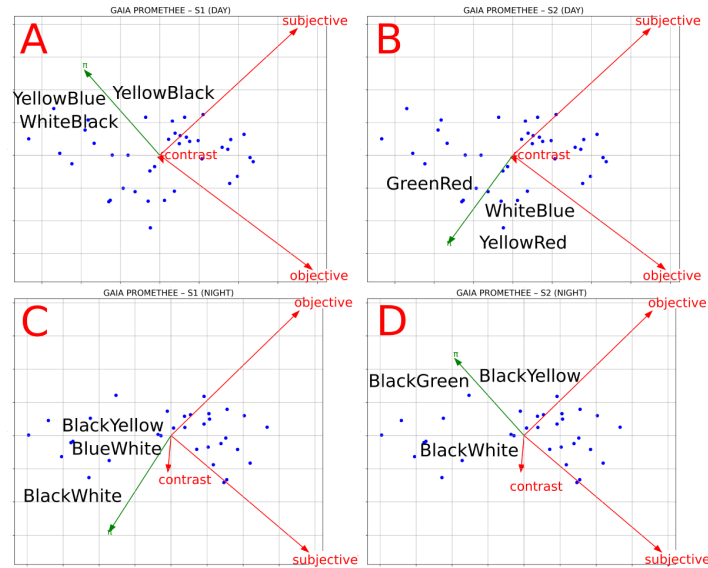 GAIA PROMETHEE – S1 (DAY)
A
subjective
π
YellowBlack
YellowBlue
WhiteBlack
contrast
objective
GAIA PROMETHEE – S2 (DAY)
B
subjective
contrast
GreenRed
WhiteBlue
YellowRed
π
objective
GAIA PROMETHEE – S1 (NIGHT)
C
objective
BlackYellow
BlueWhite
contrast
BlackWhite
π
subjective
GAIA PROMETHEE – S2 (NIGHT)
D
objective
π
BlackGreen
BlackYellow
BlackWhite
contrast
subjective